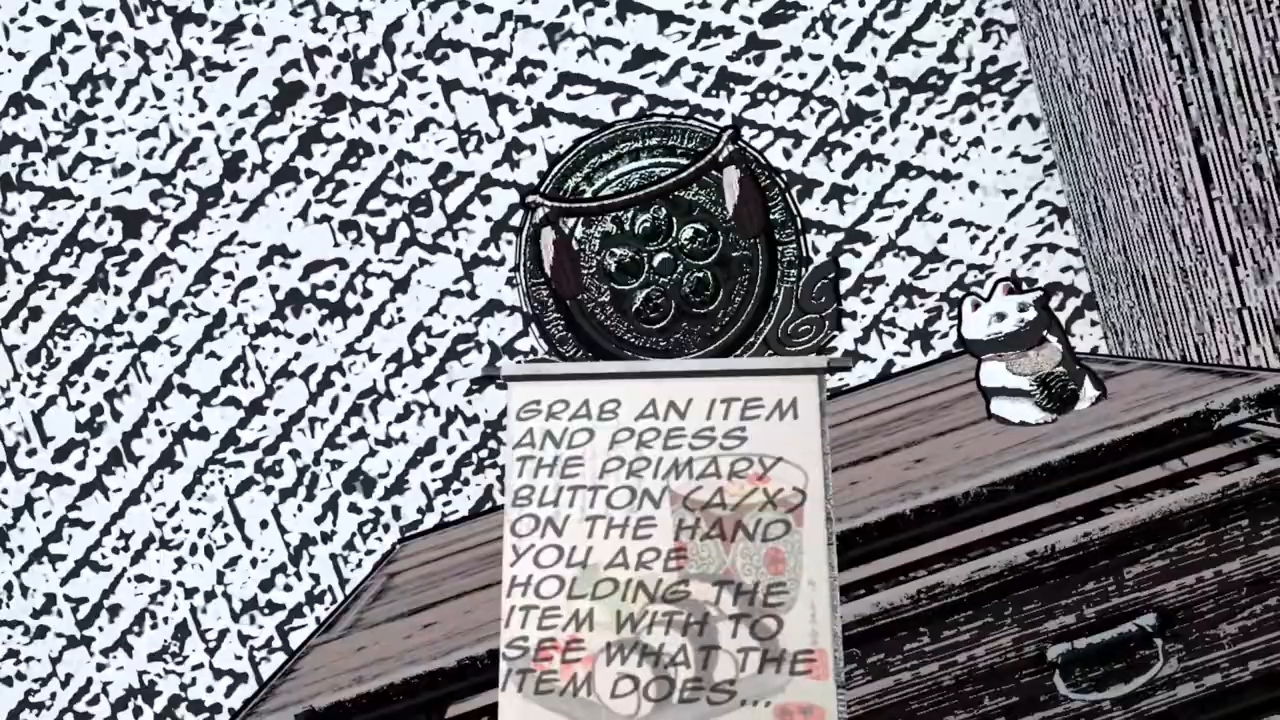 GRAB AN ITEM
AND PRESS
THE PRIMARY
BUTTON (A/X)
ON THE HAND
YOU ARE
HOLDING THE
ITEM WITH TO
SEE WHAT THE
ITEM DOES...